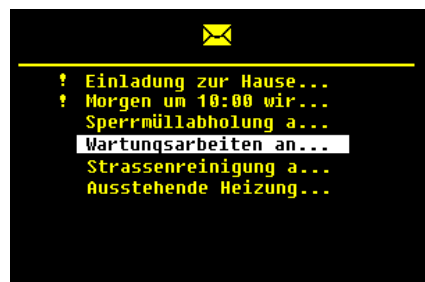 ! Einladung zur Hause...
! Morgen um 10:00 wir...
Sperrmüllabholung a...
Wartungsarbeiten an...
Strassenreinigung a...
Ausstehende Heizung...